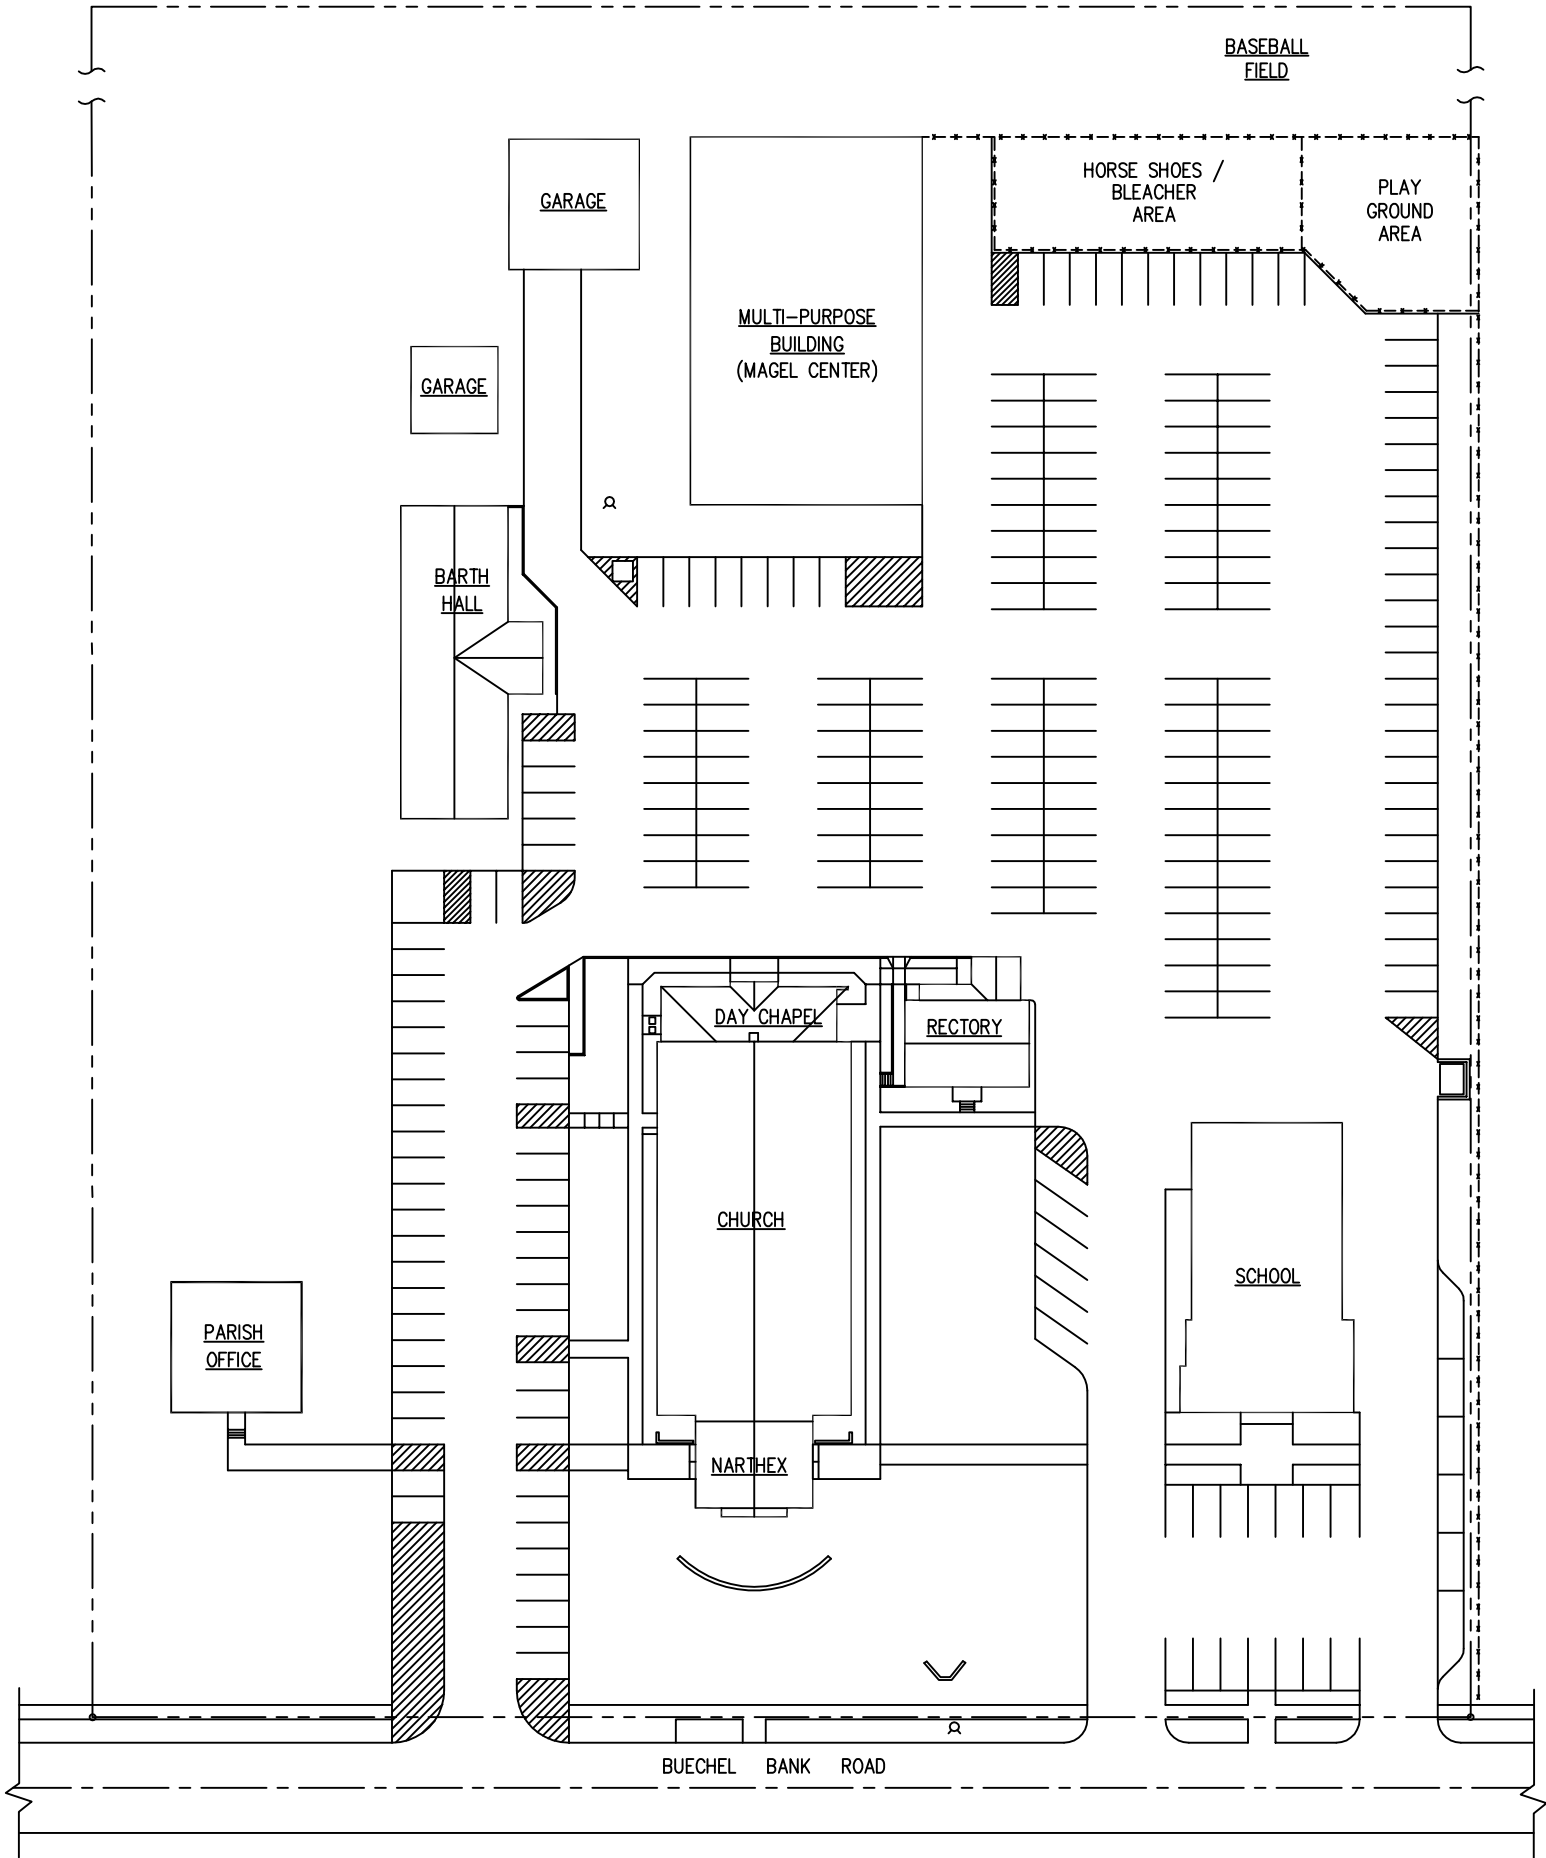 BASEBALL
FIELD
HORSE SHOES /
BLEACHER
AREA
PLAY
GROUND
AREA
GARAGE
MULTI-PURPOSE
BUILDING
(MAGEL CENTER)
GARAGE
BARTH
HALL
DAY CHAPEL
RECTORY
CHURCH
SCHOOL
PARISH
OFFICE
NARTHEX
BUECHEL BANK ROAD